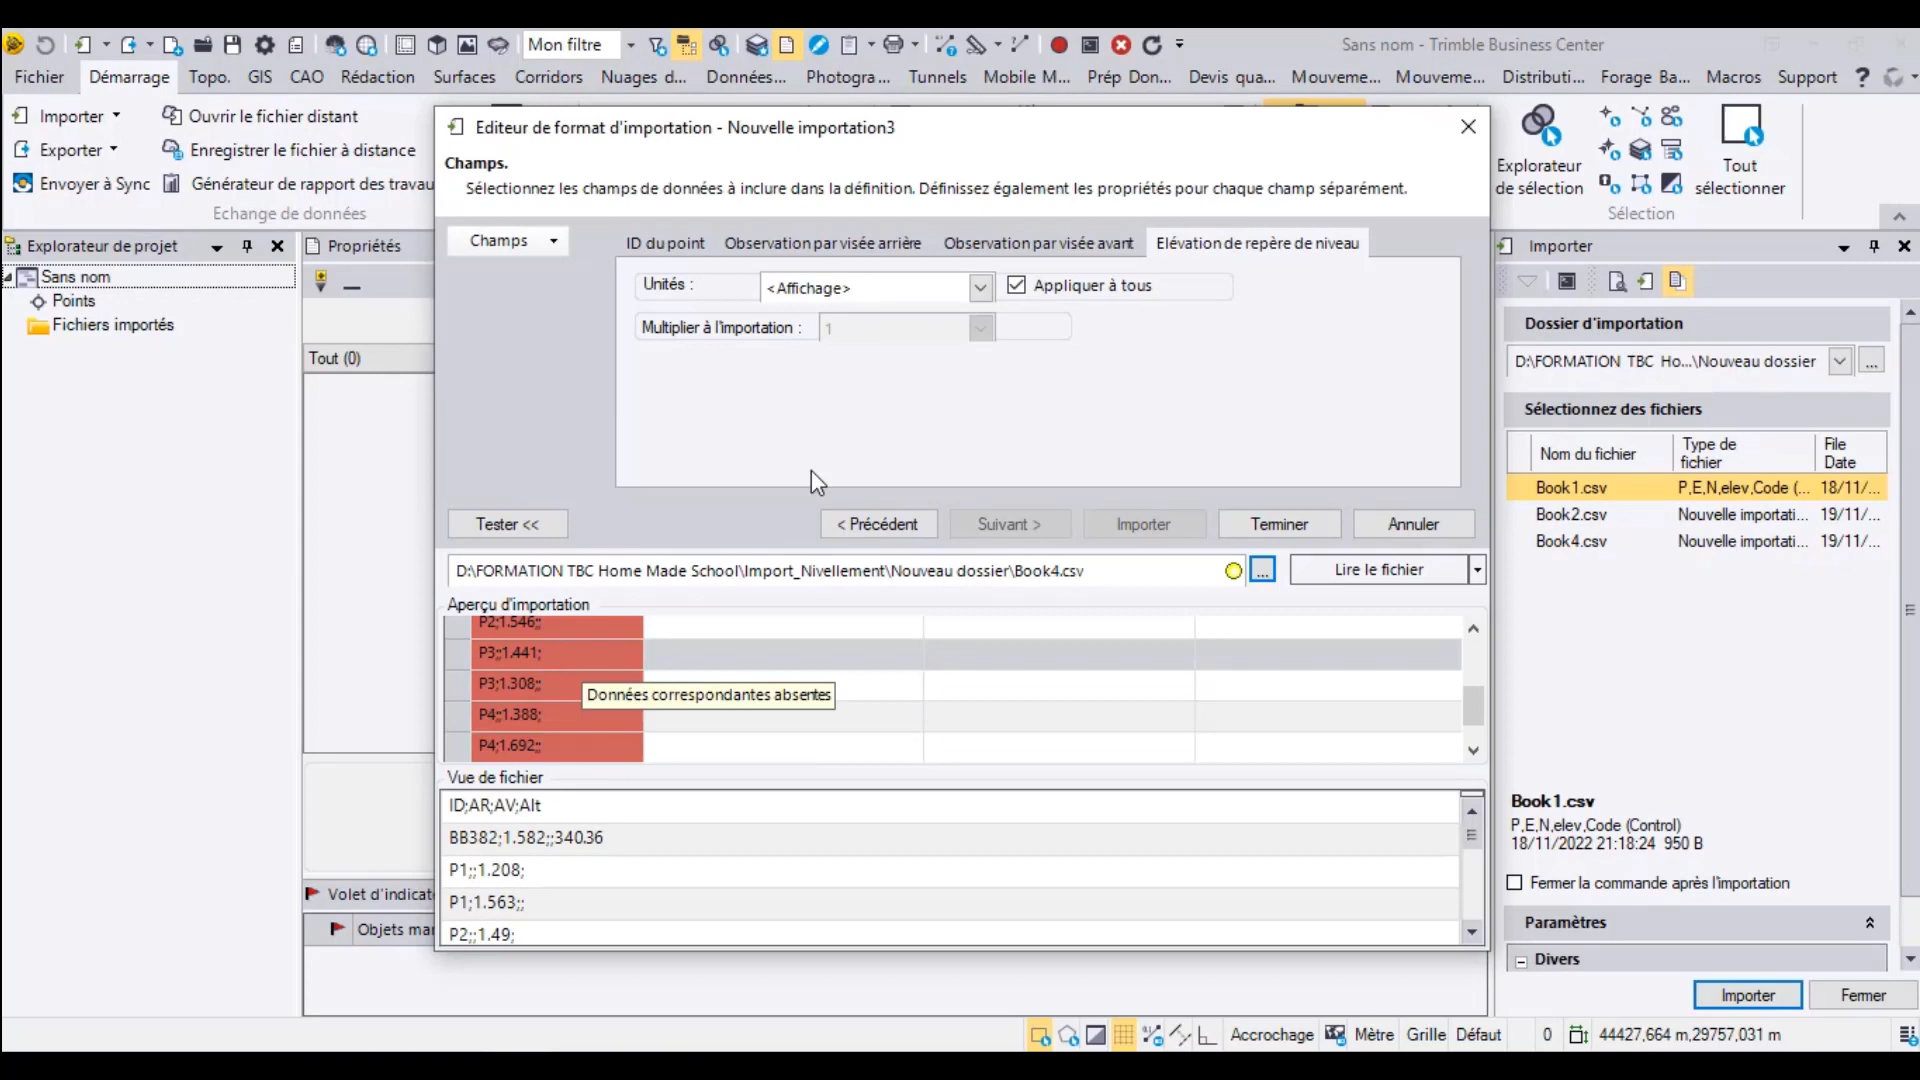 Mon filtre
Sans nom - Trimble Business Center
Fichier Démarrage Topo. GIS CAO Rédaction Surfaces Corridors Nuages d... Données... Photogra... Tunnels Mobile M... Prép Don... Devis qua... Mouveme... Mouveme... Distributi... Forage Ba... Macros Support
Importer
Ouvrir le fichier distant
Exporter
Enregistrer le fichier à distance
Envoyer à Sync
Générateur de rapport des travau
Echange de données
Explorateur de sélection
Tout sélectionner
Sélection
Explorateur de projet
Sans nom
Points
Fichiers importés
Propriétés
Tout (0)
Volet d'indicate
Objets mar
Editeur de format d'importation - Nouvelle importation3
Champs.
Sélectionnez les champs de données à inclure dans la définition. Définissez également les propriétés pour chaque champ séparément.
Champs
ID du point Observation par visée arrière Observation par visée avant Elévation de repère de niveau
Unités : <Affichage> Appliquer à tous
Multiplier à l'importation : 1
Tester << < Précédent Suivant > Importer Terminer Annuler
D:\FORMATION TBC Home Made School\Import_Nivellement\Nouveau dossier\Book4.csv ... Lire le fichier
Aperçu d'importation
P2;1.546;;
P3;;1.441;
P3;1.308;;
Données correspondantes absentes
P4;;1.388;
P4;1.692;;
Vue de fichier
ID;AR;AV;Alt
BB382;1.582;;340.36
P1;;1.208;
P1;1.563;;
P2;;1.49;
Importer
Dossier d'importation
D:\FORMATION TBC Ho...\Nouveau dossier ...
Sélectionnez des fichiers
Nom du fichier Type de fichier File Date
Book1.csv P,E,N,elev,Code (... 18/11/...
Book2.csv Nouvelle importati... 19/11/...
Book4.csv Nouvelle importati... 19/11/...
Book1.csv
P,E,N,elev,Code (Control)
18/11/2022 21:18:24 950 B
Fermer la commande après l'importation
Paramètres
Divers
Importer Fermer
Accrochage Mètre Grille Défaut 0 44427,664 m,29757,031 m